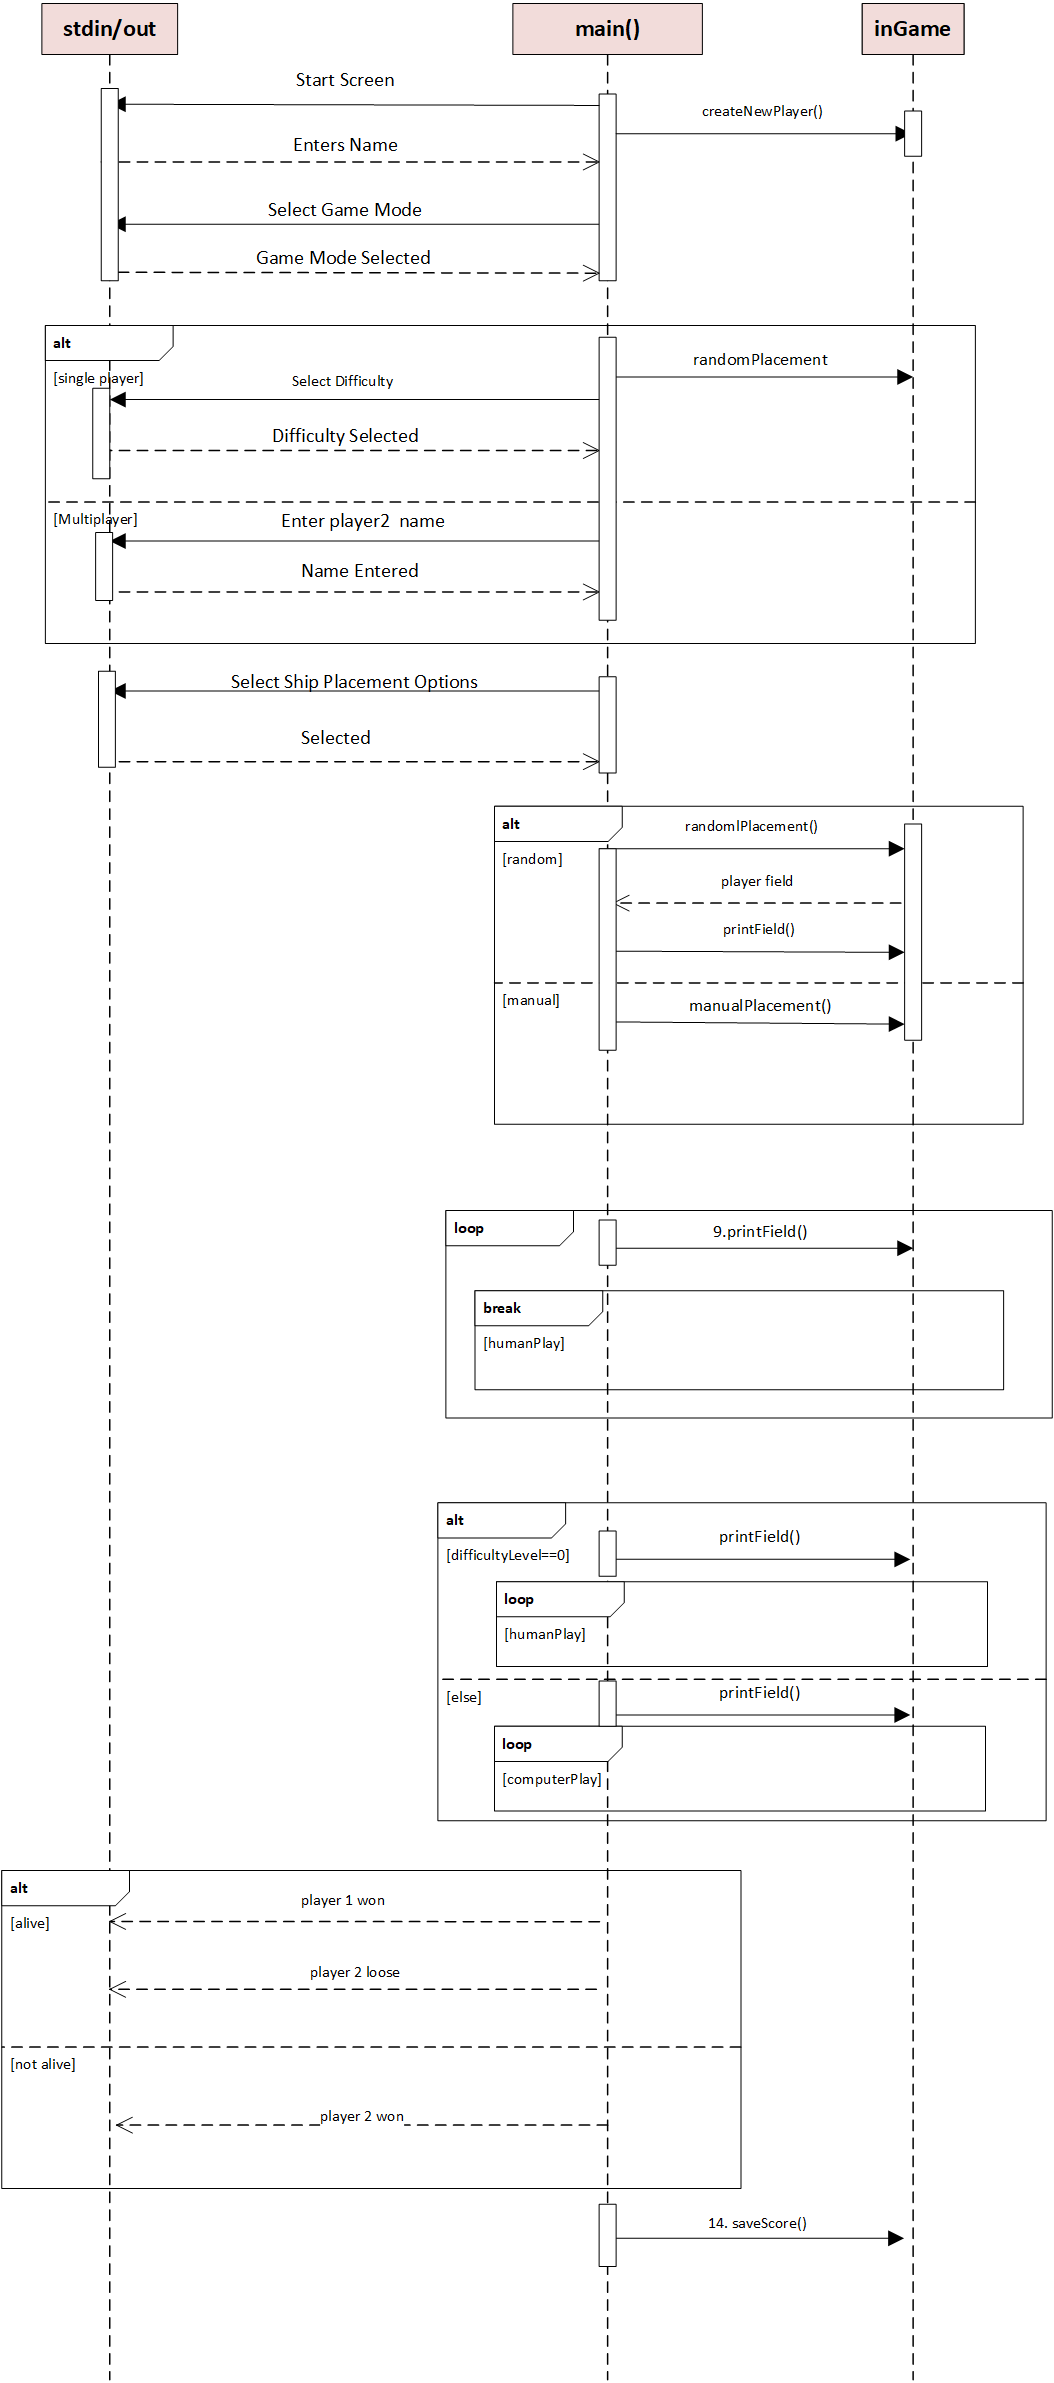 stdin/out
main()
inGame
Start Screen
createNewPlayer()
Enters Name
Select Game Mode
Game Mode Selected
alt
[single player]
randomPlacement
Select Difficulty
Difficulty Selected
[Multiplayer]
Enter player2  name
Name Entered
Select Ship Placement Options
Selected
alt
randomlPlacement()
[random]
player field
printField()
[manual]
manualPlacement()
loop
9.printField()
break
[humanPlay]
alt
printField()
[difficultyLevel==0]
loop
[humanPlay]
[else]
printField()
loop
[computerPlay]
alt
player 1 won
[alive]
player 2 loose
[not alive]
player 2 won
14. saveScore()